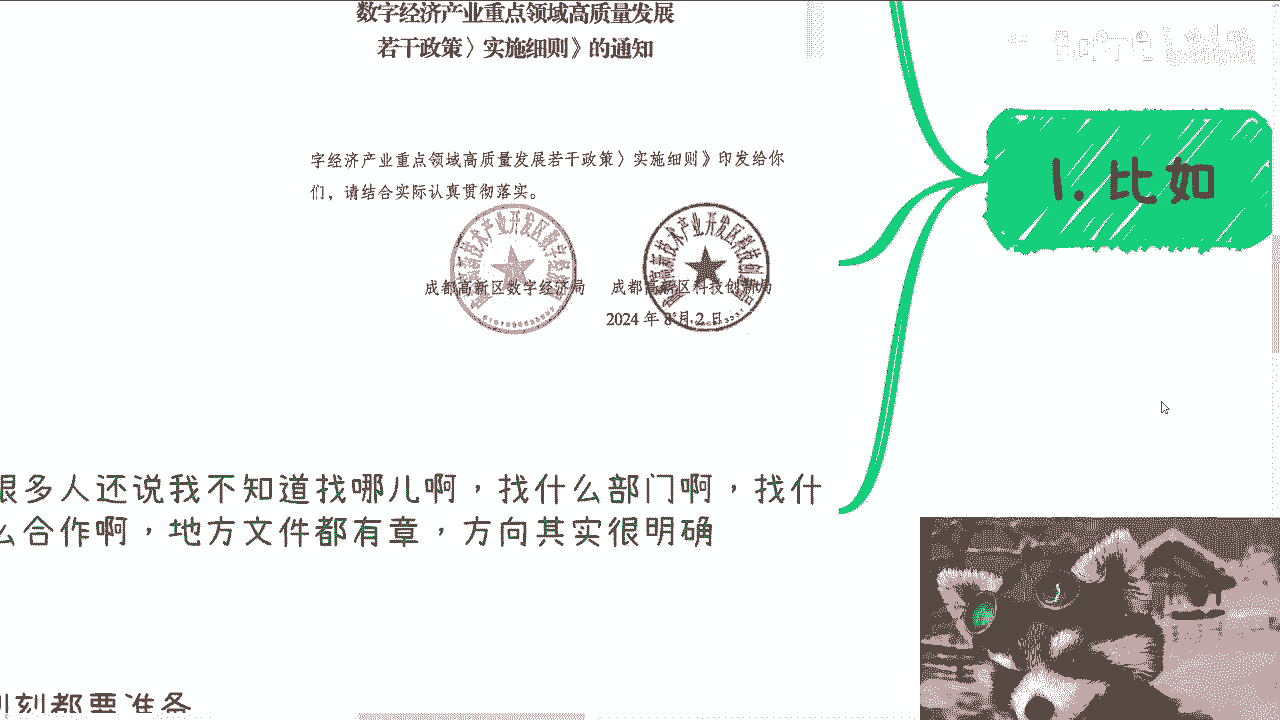 数字经济产业重点领域高质量发展
若干政策〉实施细则》的通知
字经济产业重点领域高质量发展若干政策〉实施细则》印发给你
们，请结合实际认真贯彻落实。
成都高新区数字经济局 成都高新区科技创新局
2024 年 8 月 2 日
1. 比如
很多人还说我不知道找哪儿啊，找什么部门啊，找什
么合作啊，地方文件都有章，方向其实很明确
刻都要准备